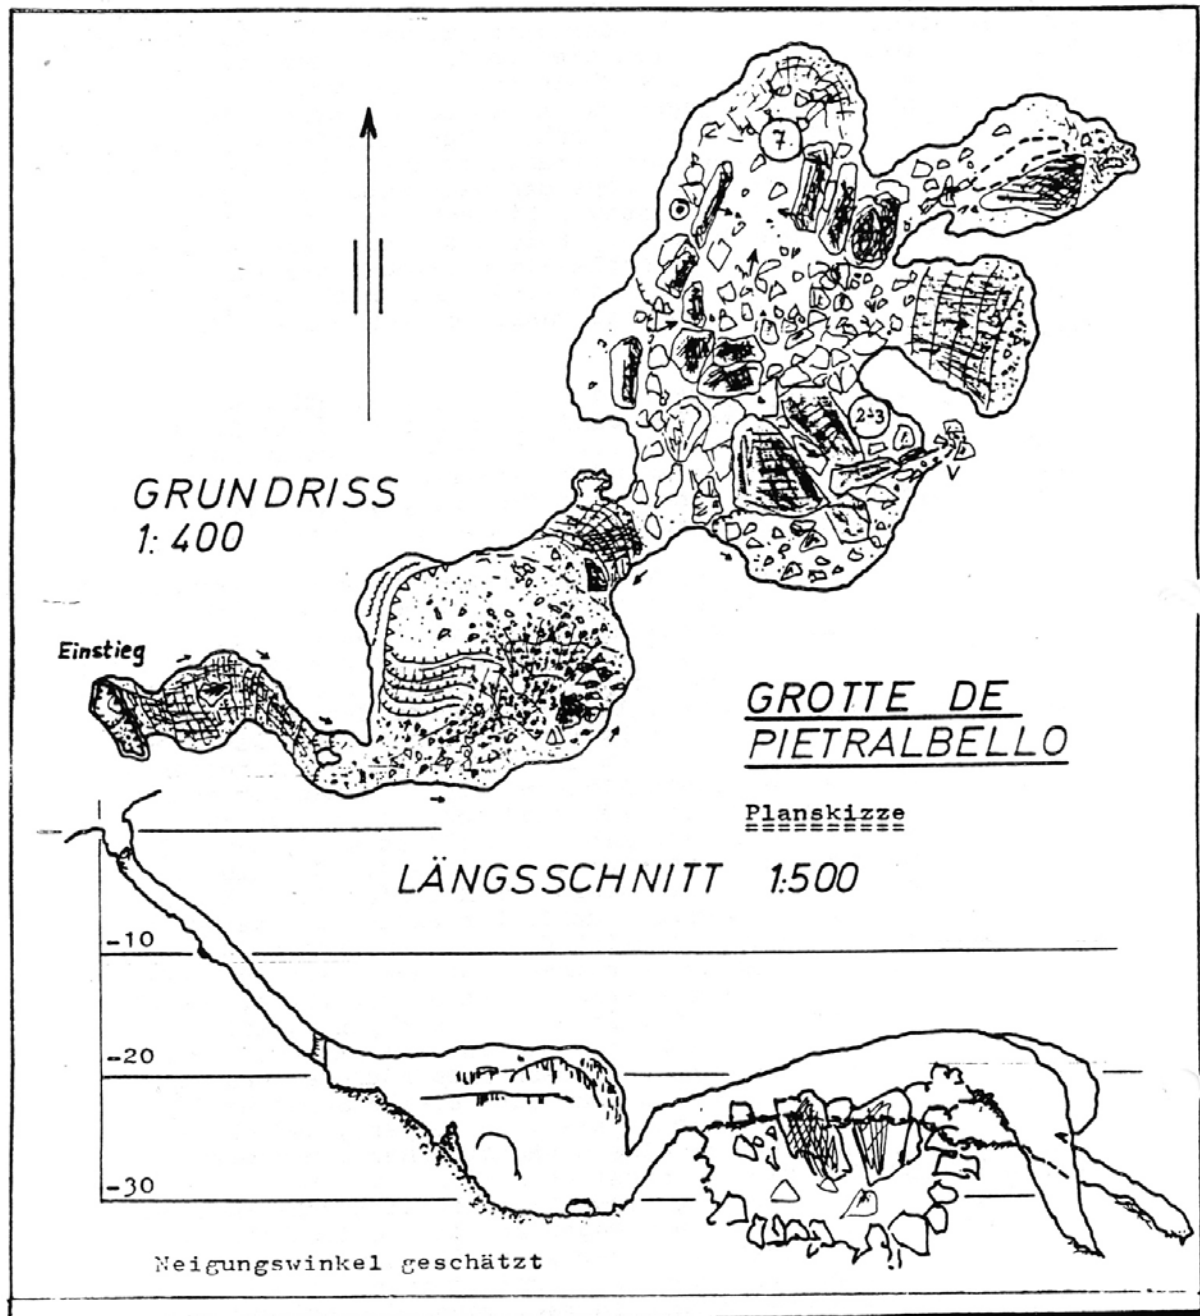 7
2-3
GRUNDRISS
1:400
Einstieg
GROTTE DE
PIETRALBELLO
Planskizze
LÄNGSSCHNITT 1:500
-10
-20
-30
Neigungswinkel geschätzt